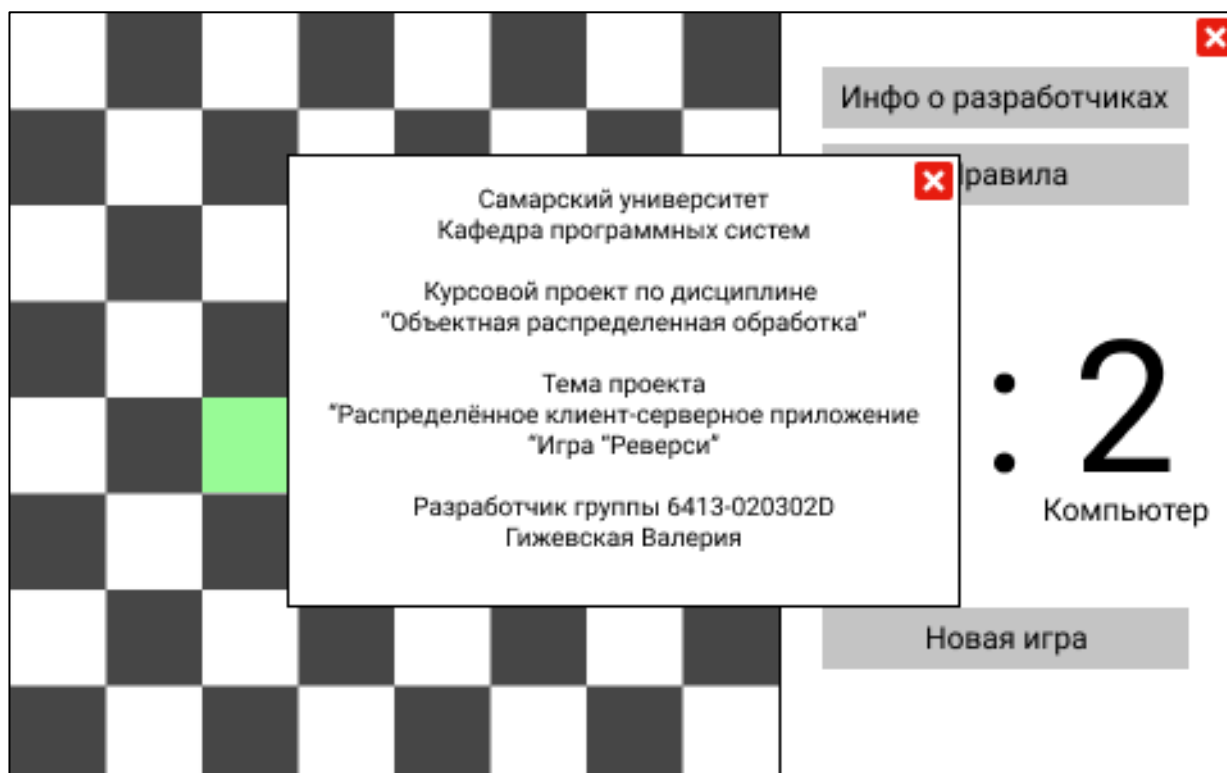 Инфо о разработчиках
равила
Самарский университет
Кафедра программных систем
Курсовой проект по дисциплине
“Объектная распределенная обработка”
Тема проекта
“Распределённое клиент-серверное приложение
“Игра “Реверси”
Разработчик группы 6413-020302D
Гижевская Валерия
: 2
Компьютер
Новая игра